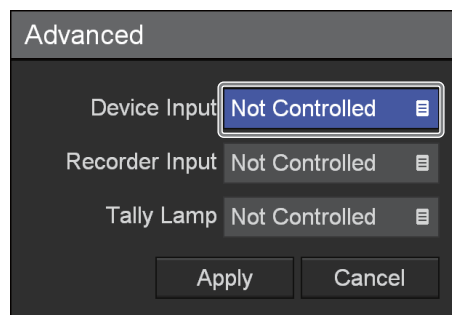 Advanced
Device Input Not Controlled
Recorder Input Not Controlled
Tally Lamp Not Controlled
Apply Cancel